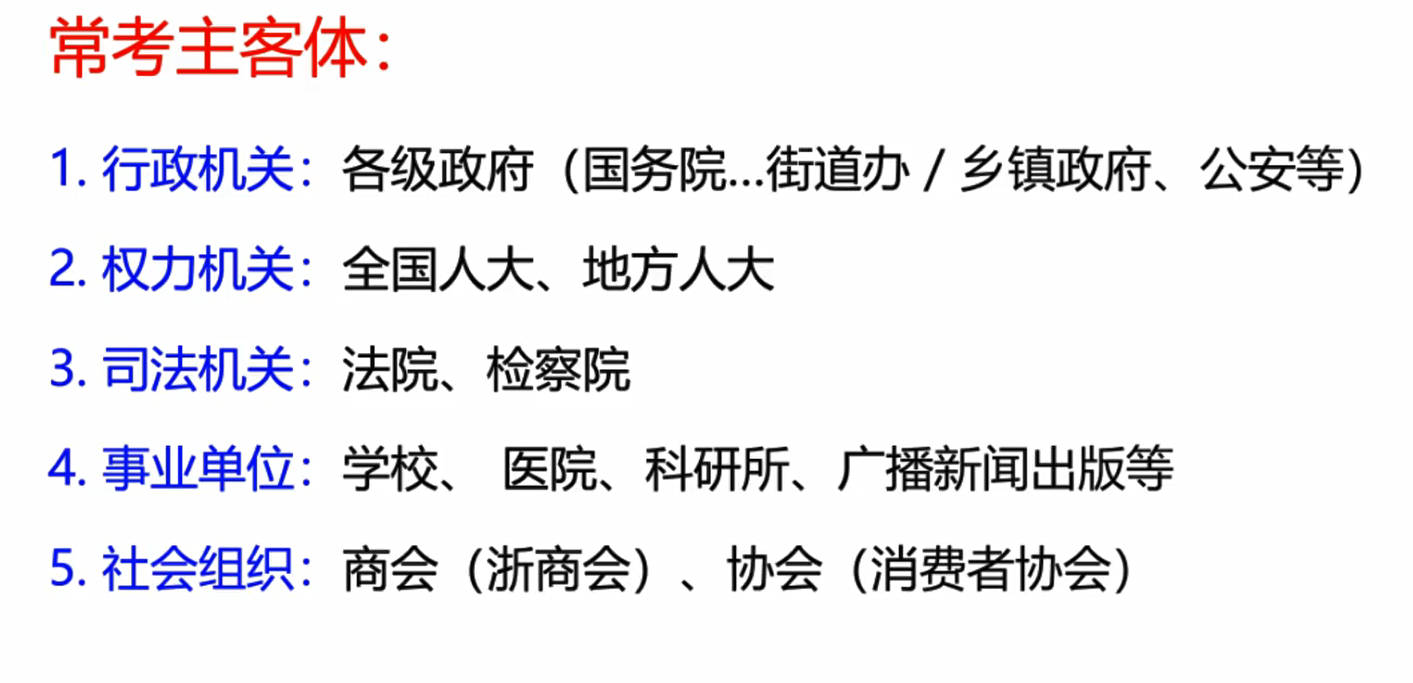 常考主客体：
1. 行政机关：各级政府（国务院...街道办 / 乡镇政府、公安等）
2. 权力机关：全国人大、地方人大
3. 司法机关：法院、检察院
4. 事业单位：学校、 医院、科研所、广播新闻出版等
5. 社会组织：商会（浙商会）、协会（消费者协会）